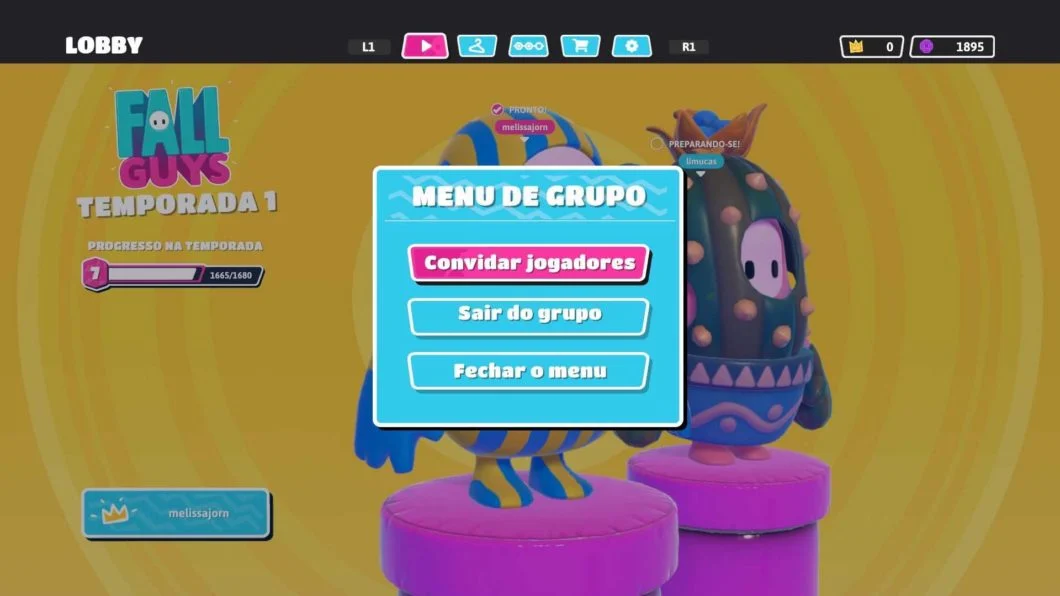 LOBBY
L1
R1
0
1895
FALL
GUYS
TEMPORADA 1
PROGRESSO NA TEMPORADA
7
1665/1680
PRONTO!
melissajorn
PREPARANDO-SE!
limucas
MENU DE GRUPO
Convidar jogadores
Sair do grupo
Fechar o menu
melissajorn